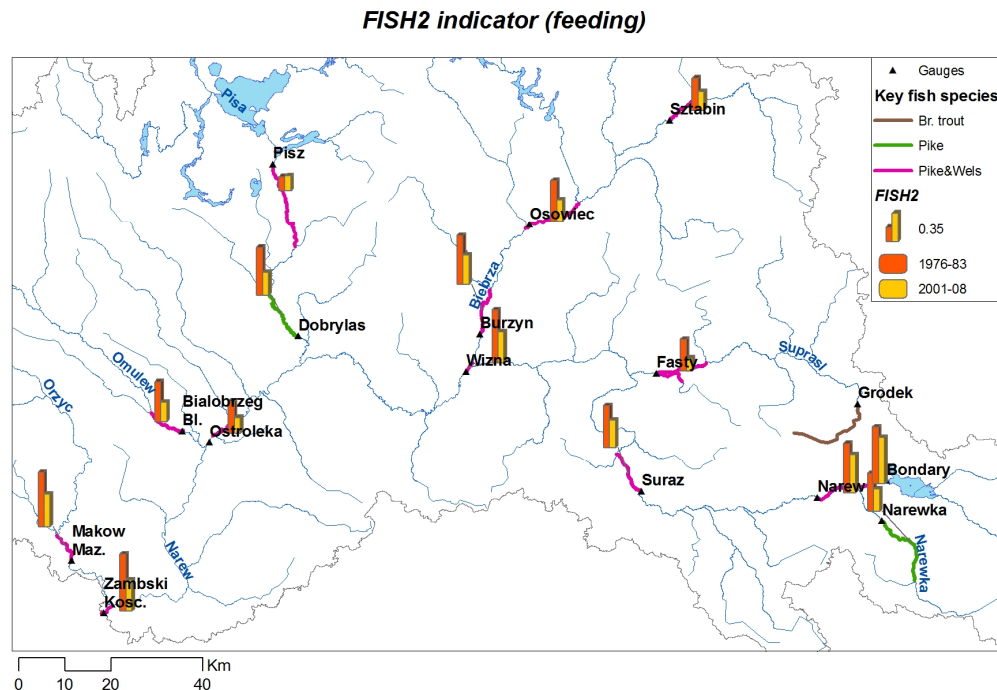 FISH2 indicator (feeding)
Gauges
Key fish species
Br. trout
Pike
Pike&Wels
FISH2
0.35
1976-83
2001-08
Pisa
Sztabin
Pisz
Osowiec
Biebrza
Dobrylas
Burzyn
Wizna
Suprasl
Fasty
Omulew
Orzyc
Bialobrzeg
Bl.
Grodek
Ostroleka
Bondary
Suraz
Narew
Narewka
Makow
Maz.
Narew
Narewka
Zambski
Kosc.
Km
0 10 20 40